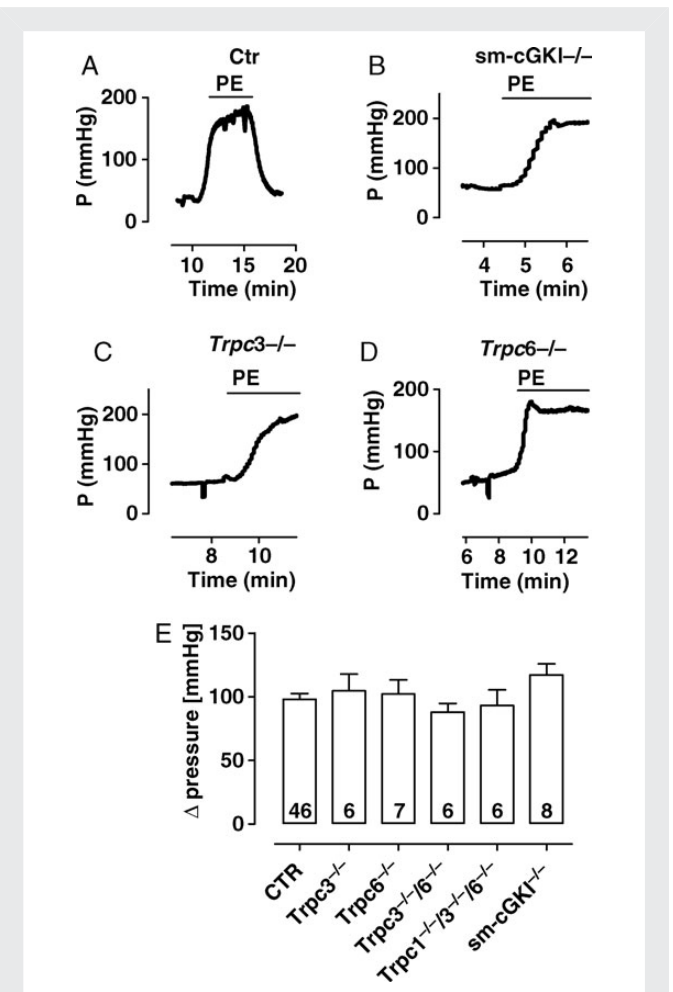 A
Ctr
PE
200
100
0
P (mmHg)
10 15 20
Time (min)
B
sm-cGKI–/–
PE
200
100
0
P (mmHg)
4 5 6
Time (min)
C
Trpc3–/–
PE
200
100
0
P (mmHg)
8 10
Time (min)
D
Trpc6–/–
PE
200
100
0
P (mmHg)
6 8 10 12
Time (min)
E
Δ pressure [mmHg]
150
100
50
0
46 6 7 6 6 8
CTR
Trpc3–/–
Trpc6–/–
Trpc3–/–/6–/–
Trpc1–/–/3–/–/6–/–
sm-cGKI–/–